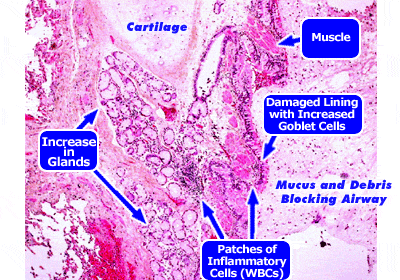 Cartilage
Muscle
Damaged Lining
with Increased
Goblet Cells
Increase
in
Glands
Mucus and Debris
Blocking Airway
Patches of
Inflammatory
Cells (WBCs)